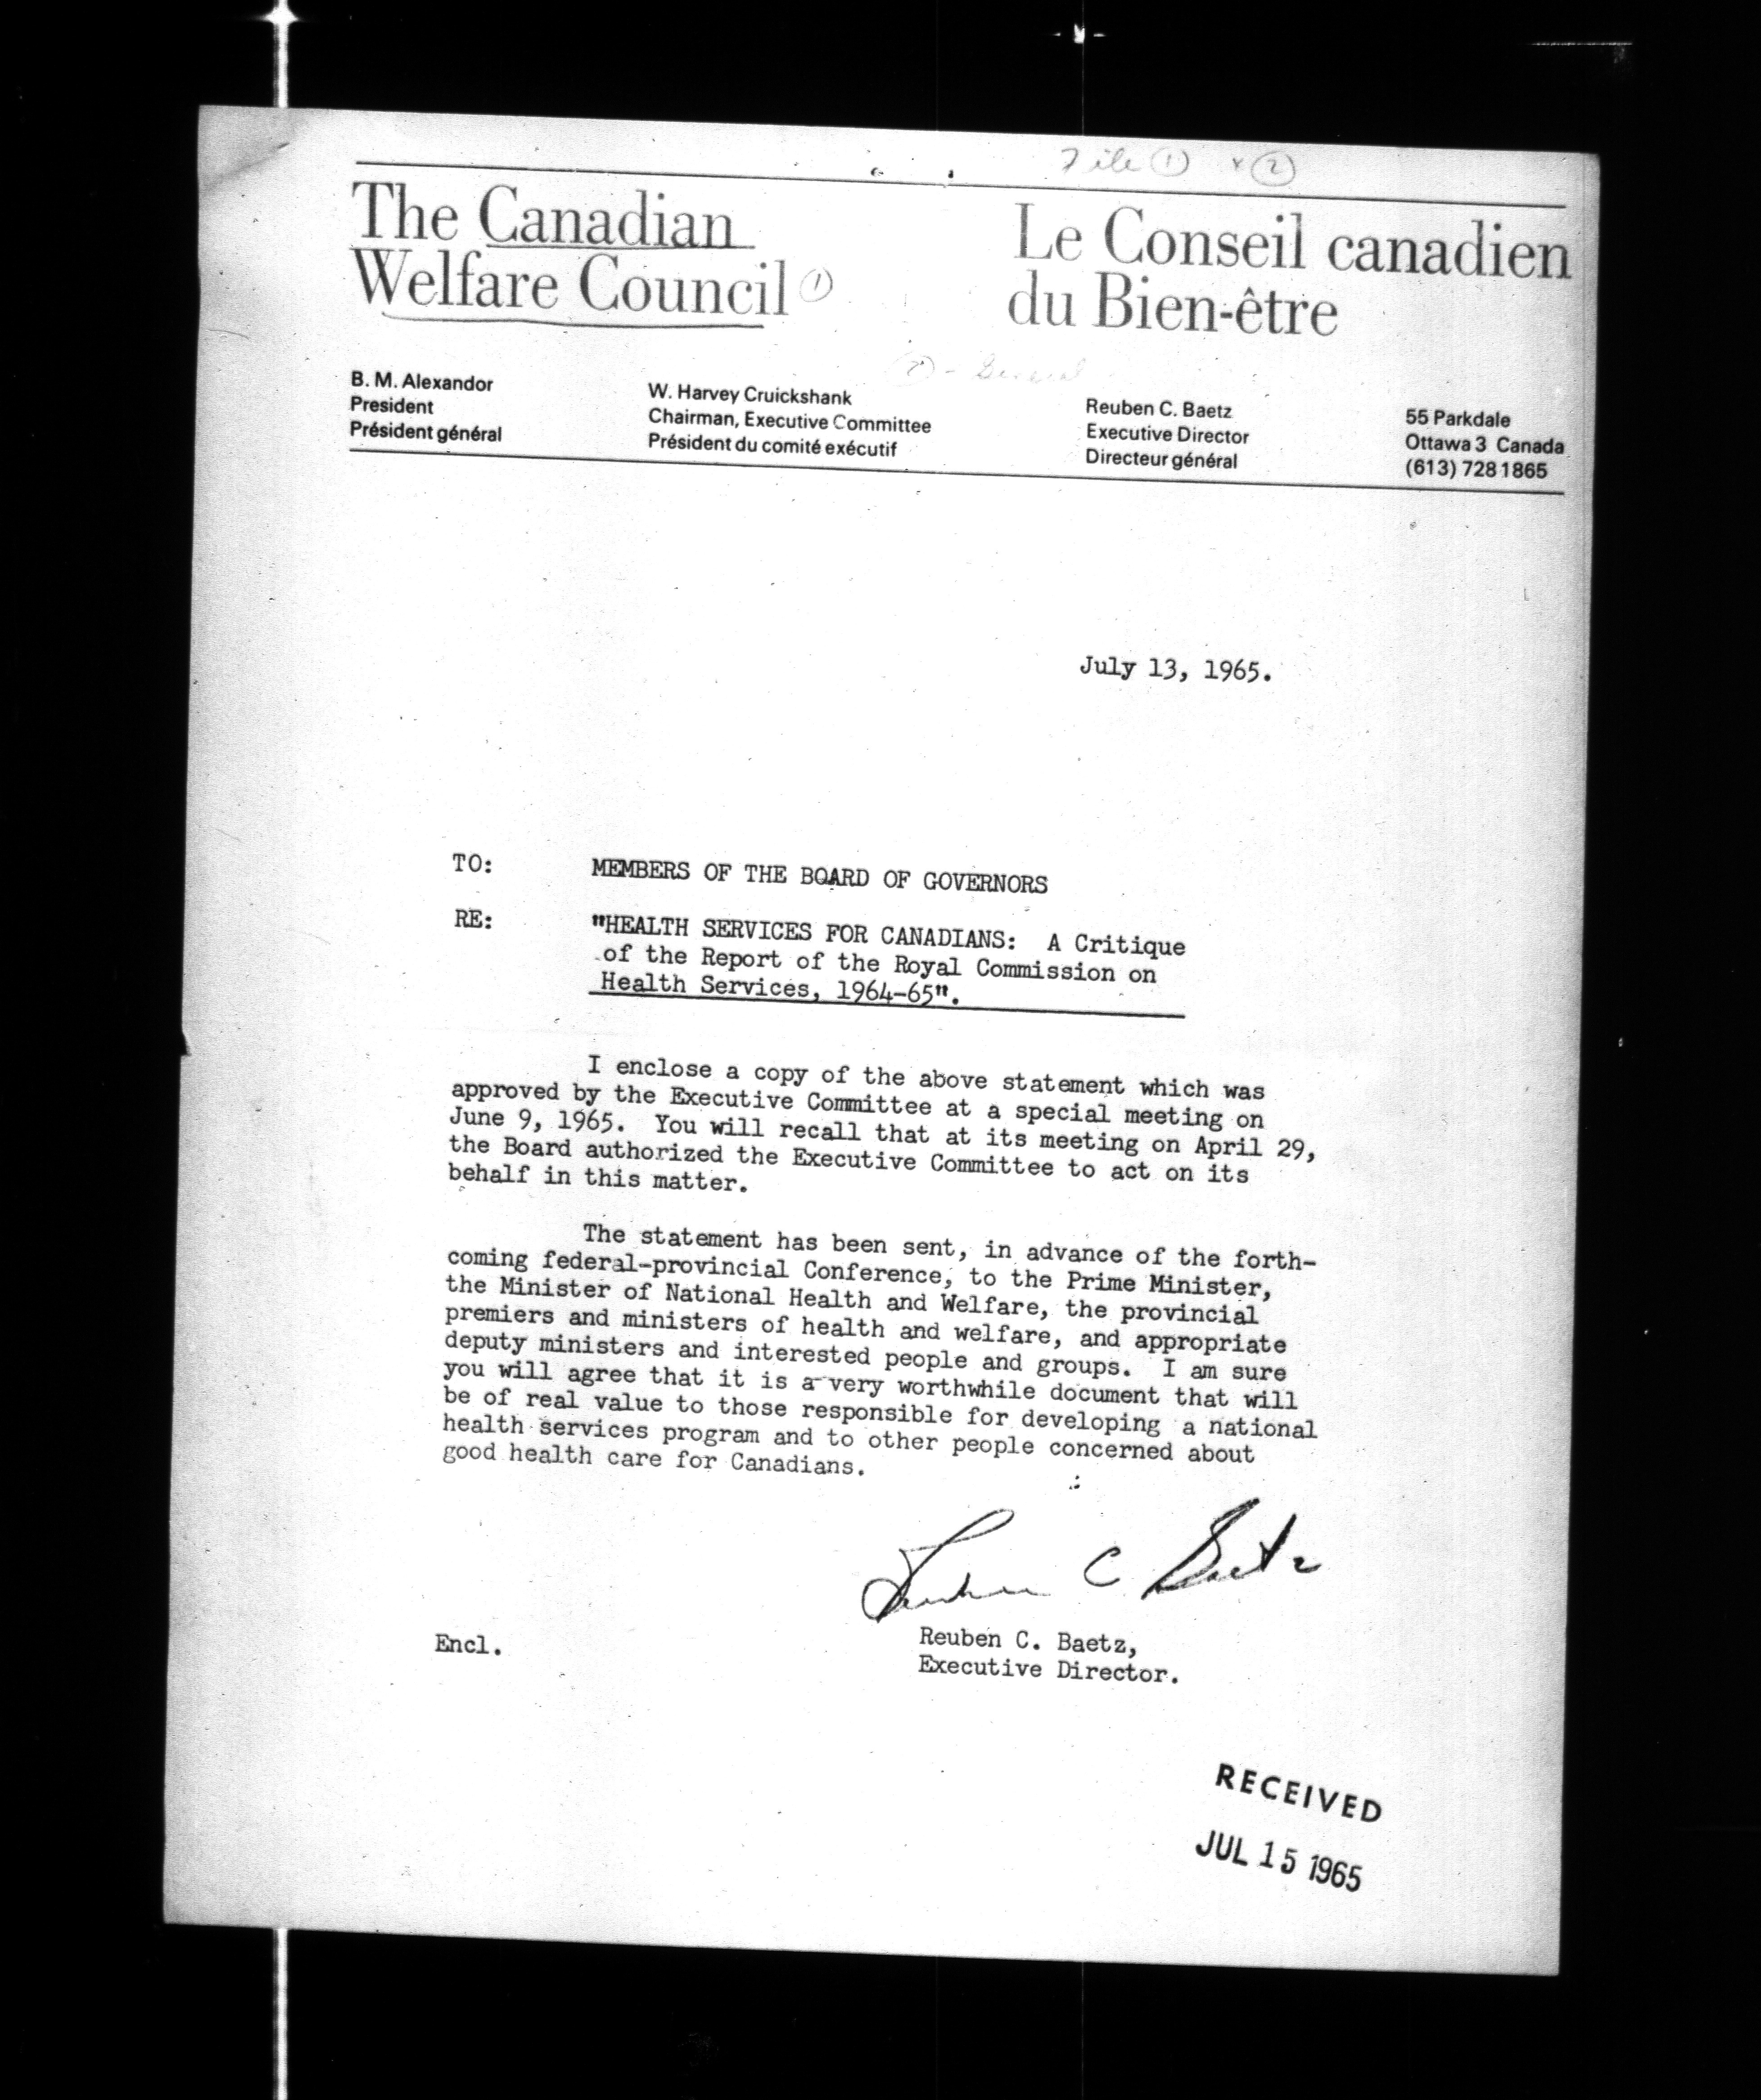 File ① + ②
The Canadian
Welfare Council ①
Le Conseil canadien
du Bien-être
② - General
B. M. Alexandor
President
Président général
W. Harvey Cruickshank
Chairman, Executive Committee
Président du comité exécutif
Reuben C. Baetz
Executive Director
Directeur général
55 Parkdale
Ottawa 3 Canada
(613) 728 1865
July 13, 1965.
TO: MEMBERS OF THE BOARD OF GOVERNORS
RE: "HEALTH SERVICES FOR CANADIANS: A Critique
of the Report of the Royal Commission on
Health Services, 1964-65".
I enclose a copy of the above statement which was
approved by the Executive Committee at a special meeting on
June 9, 1965. You will recall that at its meeting on April 29,
the Board authorized the Executive Committee to act on its
behalf in this matter.
The statement has been sent, in advance of the forth-
coming federal-provincial Conference, to the Prime Minister,
the Minister of National Health and Welfare, the provincial
premiers and ministers of health and welfare, and appropriate
deputy ministers and interested people and groups. I am sure
you will agree that it is a very worthwhile document that will
be of real value to those responsible for developing a national
health services program and to other people concerned about
good health care for Canadians.
Reuben C Baetz
Encl.
Reuben C. Baetz,
Executive Director.
RECEIVED
JUL 15 1965